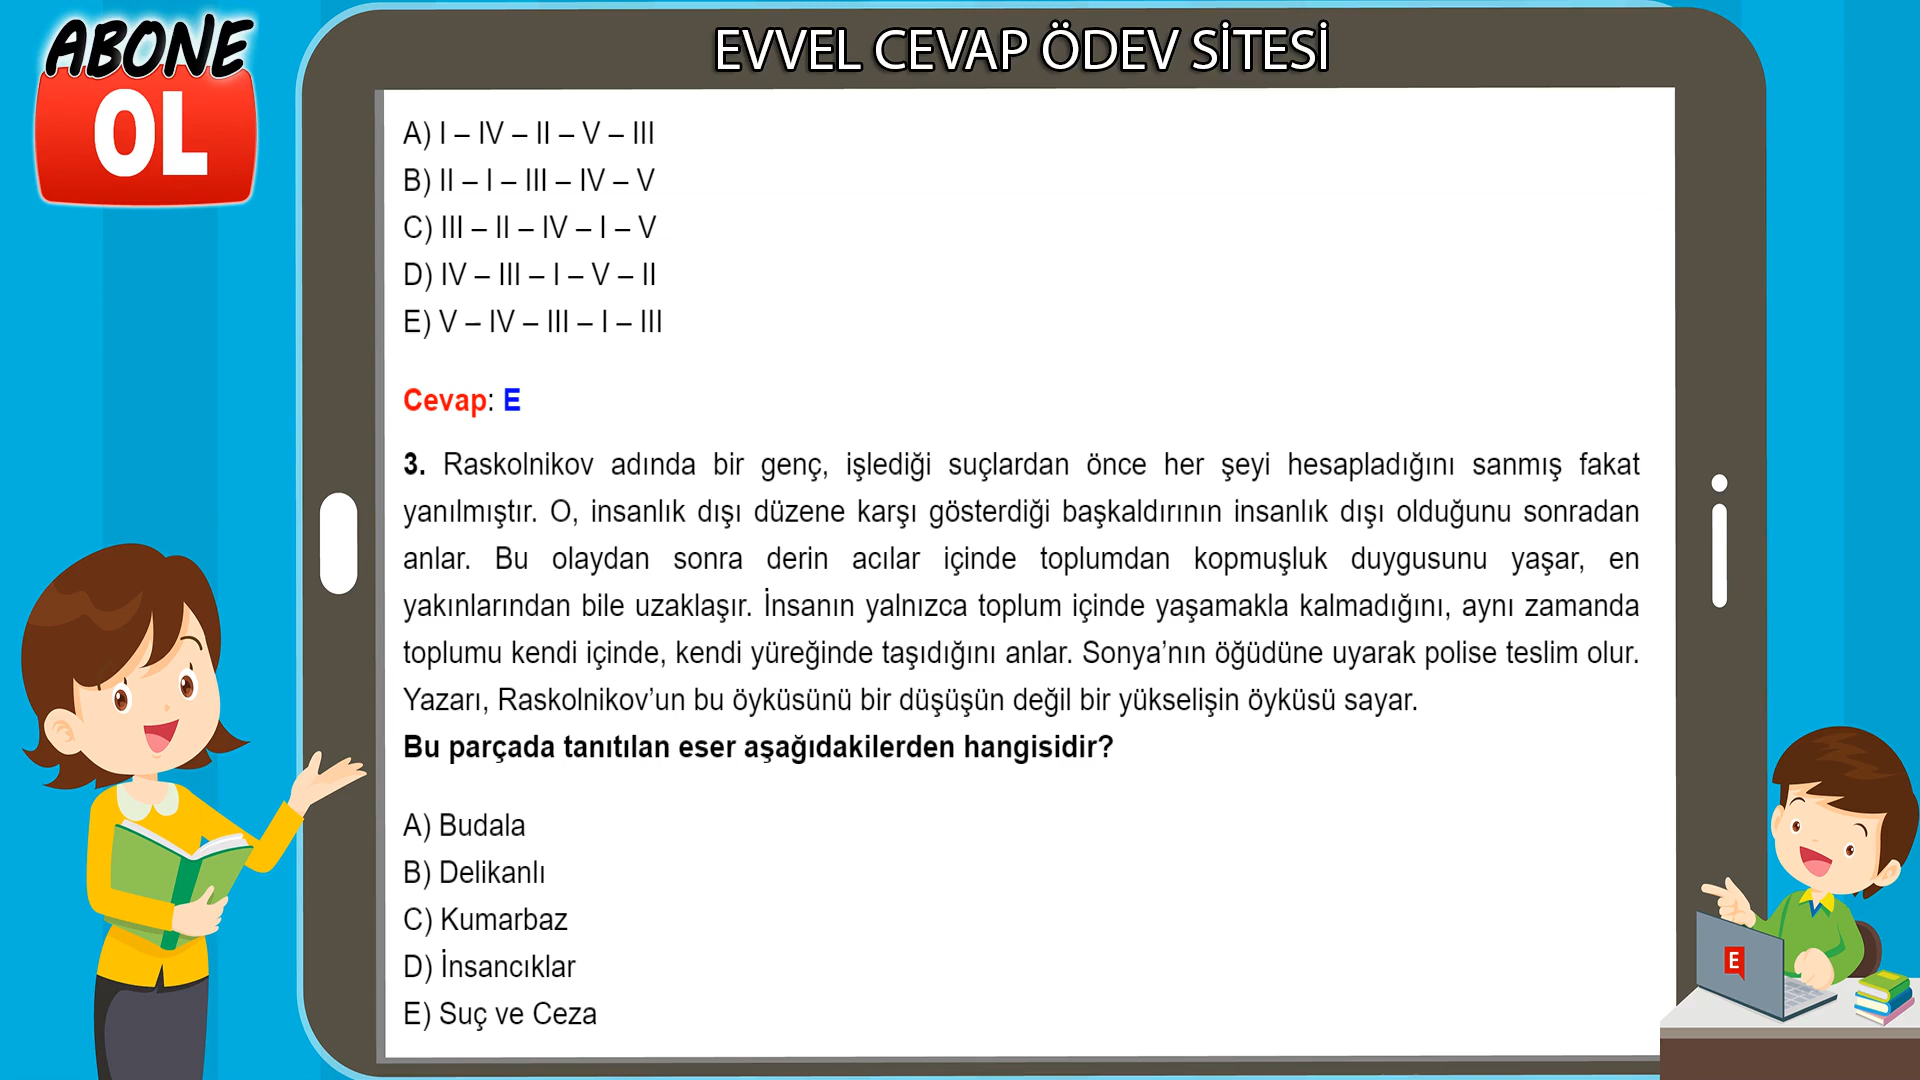 ABONE
OL
EVVEL CEVAP ÖDEV SİTESİ
A) I – IV – II – V – III
B) II – I – III – IV – V
C) III – II – IV – I – V
D) IV – III – I – V – II
E) V – IV – III – I – III
Cevap: E
3. Raskolnikov adında bir genç, işlediği suçlardan önce her şeyi hesapladığını sanmış fakat
yanılmıştır. O, insanlık dışı düzene karşı gösterdiği başkaldırının insanlık dışı olduğunu sonradan
anlar. Bu olaydan sonra derin acılar içinde toplumdan kopmuşluk duygusunu yaşar, en
yakınlarından bile uzaklaşır. İnsanın yalnızca toplum içinde yaşamakla kalmadığını, aynı zamanda
toplumu kendi içinde, kendi yüreğinde taşıdığını anlar. Sonya’nın öğüdüne uyarak polise teslim olur.
Yazarı, Raskolnikov’un bu öyküsünü bir düşüşün değil bir yükselişin öyküsü sayar.
Bu parçada tanıtılan eser aşağıdakilerden hangisidir?
A) Budala
B) Delikanlı
C) Kumarbaz
D) İnsancıklar
E) Suç ve Ceza
E